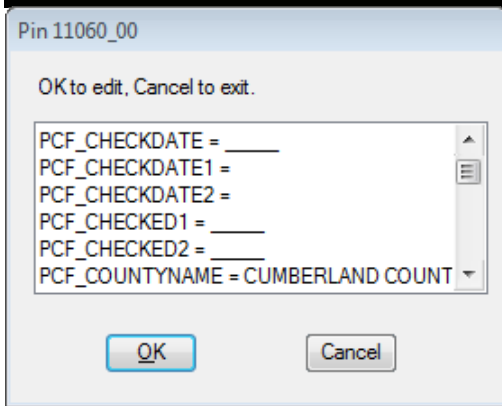 Pin 11060_00
OK to edit, Cancel to exit.
PCF_CHECKDATE = _____
PCF_CHECKDATE1 =
PCF_CHECKDATE2 =
PCF_CHECKED1 = _____
PCF_CHECKED2 = _____
PCF_COUNTYNAME = CUMBERLAND COUNT
OK
Cancel